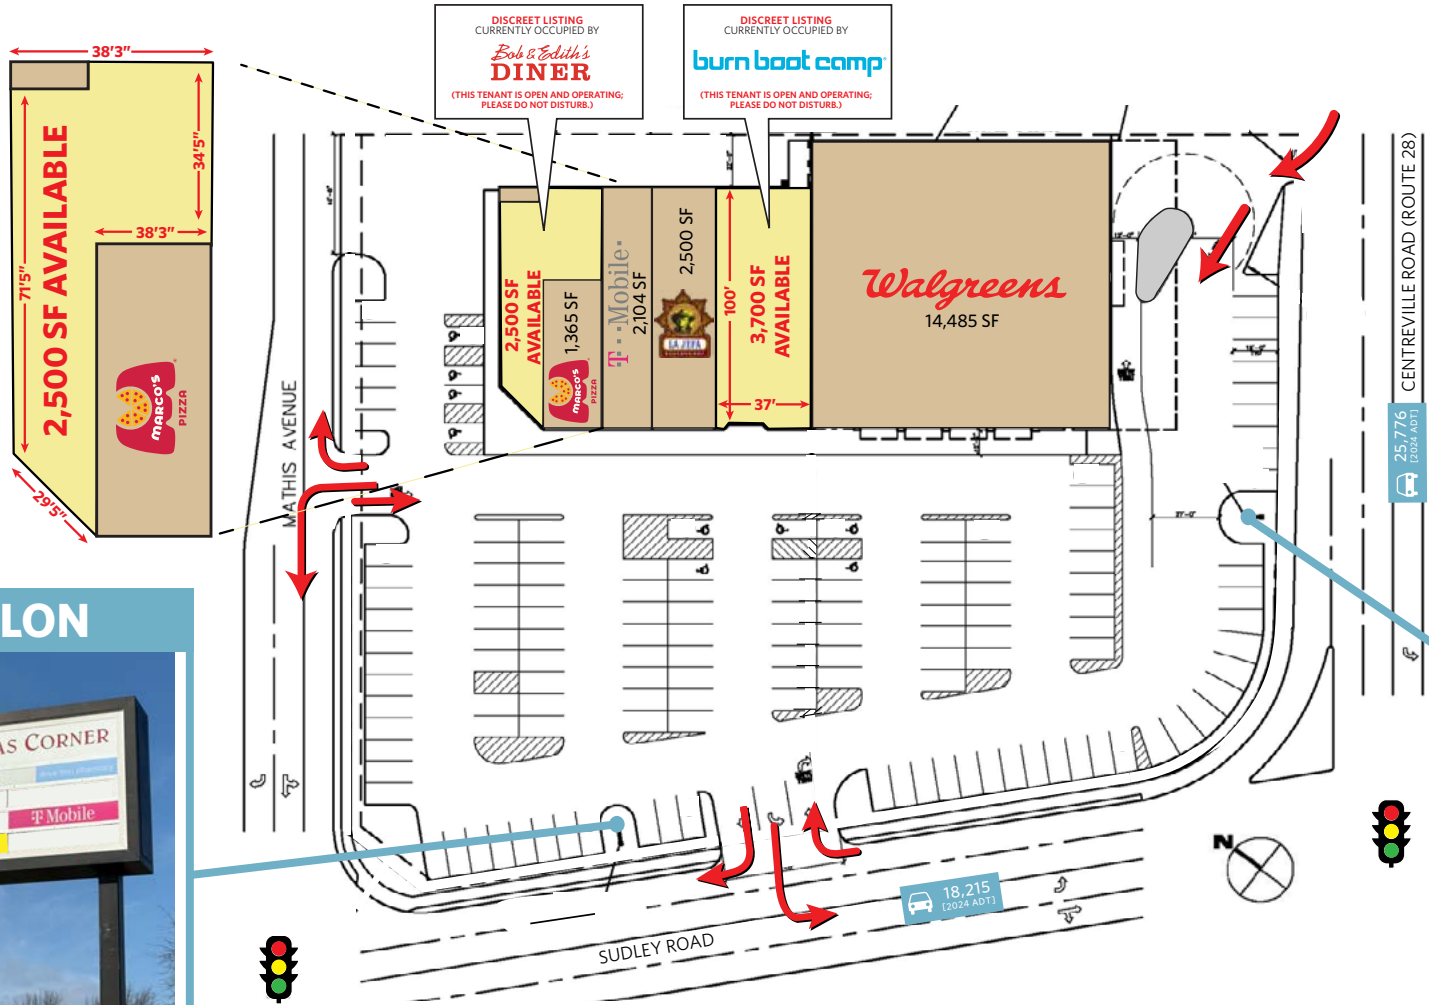 38'3"
34'5"
71'5"
2,500 SF AVAILABLE
38'3"
29'5"
MARCO'S
PIZZA
DISCREET LISTING
CURRENTLY OCCUPIED BY
Bob & Edith's
DINER
(THIS TENANT IS OPEN AND OPERATING;
PLEASE DO NOT DISTURB.)
DISCREET LISTING
CURRENTLY OCCUPIED BY
burn boot camp
(THIS TENANT IS OPEN AND OPERATING;
PLEASE DO NOT DISTURB.)
2,500 SF
AVAILABLE
1,365 SF
MARCO'S
PIZZA
T Mobile
2,104 SF
2,500 SF
LA JEFA
100'
3,700 SF
AVAILABLE
37'
Walgreens
14,485 SF
MATHIS AVENUE
CENTREVILLE ROAD (ROUTE 28)
25,776
[2024 ADT]
LON
AS CORNER
drive thru pharmacy
T Mobile
18,215
[2024 ADT]
SUDLEY ROAD
N